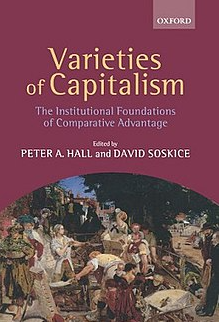 OXFORD
Varieties
of Capitalism
The Institutional Foundations
of Comparative Advantage
Edited by
PETER A. HALL and DAVID SOSKICE